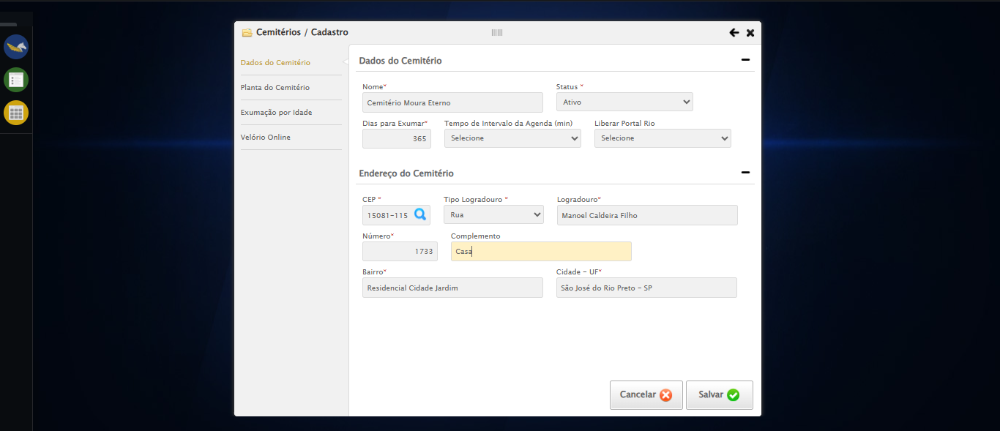 Cemitérios / Cadastro
Dados do Cemitério
Planta do Cemitério
Exumação por Idade
Velório Online
Dados do Cemitério
Nome* Status *
Cemitério Moura Eterno Ativo
Dias para Exumar* Tempo de Intervalo da Agenda (min) Liberar Portal Rio
365 Selecione Selecione
Endereço do Cemitério
CEP * Tipo Logradouro * Logradouro*
15081-115 Rua Manoel Caldeira Filho
Número* Complemento
1733 Casa
Bairro* Cidade - UF*
Residencial Cidade Jardim São José do Rio Preto - SP
Cancelar Salvar